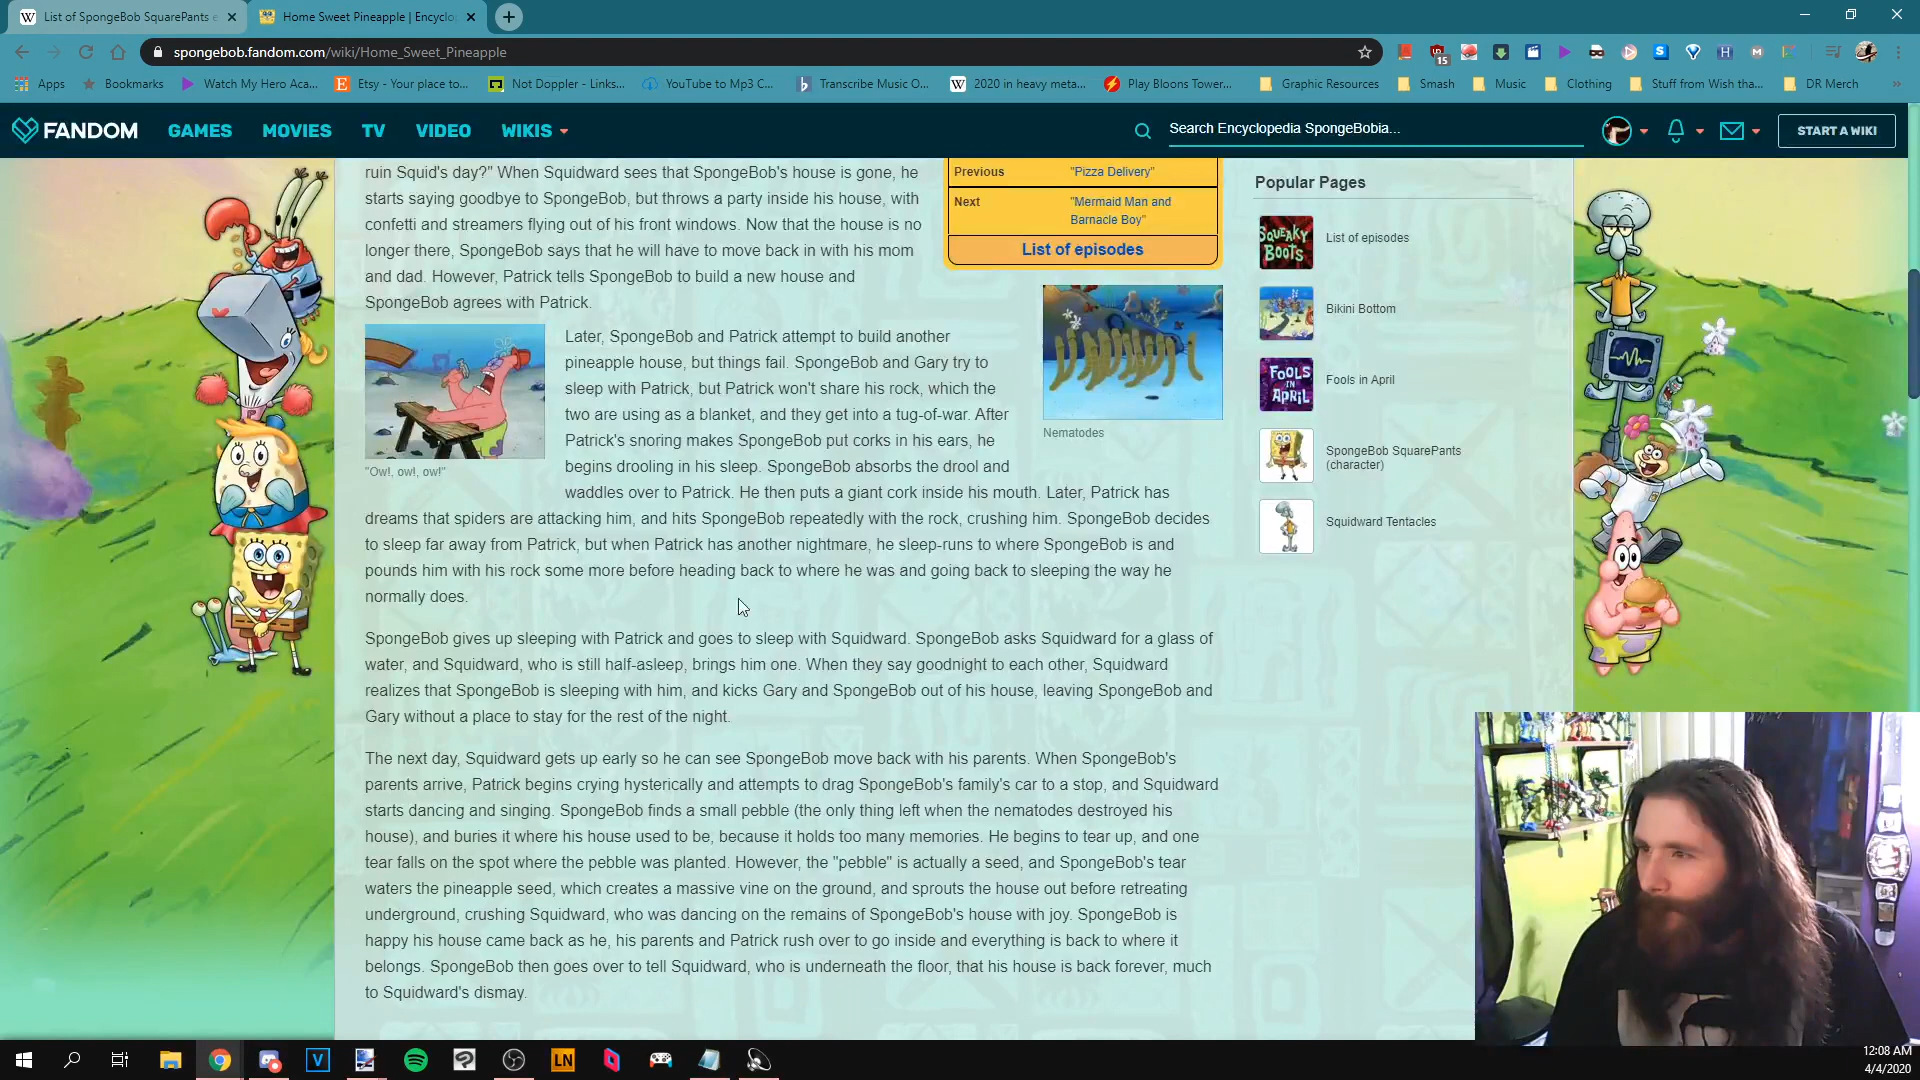 List of SpongeBob SquarePants e
Home Sweet Pineapple | Encyclo
spongebob.fandom.com/wiki/Home_Sweet_Pineapple
15
Apps
Bookmarks
Watch My Hero Aca...
Etsy - Your place to...
Not Doppler - Links...
YouTube to Mp3 C...
Transcribe Music O...
2020 in heavy meta...
Play Bloons Tower...
Graphic Resources
Smash
Music
Clothing
Stuff from Wish tha...
DR Merch
FANDOM
GAMES
MOVIES
TV
VIDEO
WIKIS
Search Encyclopedia SpongeBobia...
START A WIKI
ruin Squid's day?" When Squidward sees that SpongeBob's house is gone, he
starts saying goodbye to SpongeBob, but throws a party inside his house, with
confetti and streamers flying out of his front windows. Now that the house is no
longer there, SpongeBob says that he will have to move back in with his mom
and dad. However, Patrick tells SpongeBob to build a new house and
SpongeBob agrees with Patrick.
Previous
"Pizza Delivery"
Next
"Mermaid Man and
Barnacle Boy"
List of episodes
Nematodes
"Ow!, ow!, ow!"
Later, SpongeBob and Patrick attempt to build another
pineapple house, but things fail. SpongeBob and Gary try to
sleep with Patrick, but Patrick won't share his rock, which the
two are using as a blanket, and they get into a tug-of-war. After
Patrick's snoring makes SpongeBob put corks in his ears, he
begins drooling in his sleep. SpongeBob absorbs the drool and
waddles over to Patrick. He then puts a giant cork inside his mouth. Later, Patrick has
dreams that spiders are attacking him, and hits SpongeBob repeatedly with the rock, crushing him. SpongeBob decides
to sleep far away from Patrick, but when Patrick has another nightmare, he sleep-runs to where SpongeBob is and
pounds him with his rock some more before heading back to where he was and going back to sleeping the way he
normally does.
SpongeBob gives up sleeping with Patrick and goes to sleep with Squidward. SpongeBob asks Squidward for a glass of
water, and Squidward, who is still half-asleep, brings him one. When they say goodnight to each other, Squidward
realizes that SpongeBob is sleeping with him, and kicks Gary and SpongeBob out of his house, leaving SpongeBob and
Gary without a place to stay for the rest of the night.
The next day, Squidward gets up early so he can see SpongeBob move back with his parents. When SpongeBob's
parents arrive, Patrick begins crying hysterically and attempts to drag SpongeBob's family's car to a stop, and Squidward
starts dancing and singing. SpongeBob finds a small pebble (the only thing left when the nematodes destroyed his
house), and buries it where his house used to be, because it holds too many memories. He begins to tear up, and one
tear falls on the spot where the pebble was planted. However, the "pebble" is actually a seed, and SpongeBob's tear
waters the pineapple seed, which creates a massive vine on the ground, and sprouts the house out before retreating
underground, crushing Squidward, who was dancing on the remains of SpongeBob's house with joy. SpongeBob is
happy his house came back as he, his parents and Patrick rush over to go inside and everything is back to where it
belongs. SpongeBob then goes over to tell Squidward, who is underneath the floor, that his house is back forever, much
to Squidward's dismay.
Popular Pages
SQUEAKY
BOOTS
List of episodes
Bikini Bottom
FOOLS
IN
APRIL
Fools in April
SpongeBob SquarePants
(character)
Squidward Tentacles
LN
12:08 AM
4/4/2020